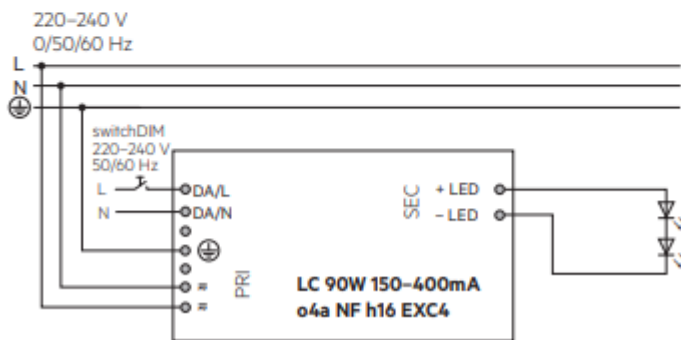 220–240 V
0/50/60 Hz
L
N
switchDIM
220–240 V
50/60 Hz
L
DA/L
N
DA/N
PRI
SEC
+ LED
– LED
LC 90W 150–400mA
o4a NF h16 EXC4
≂
≂